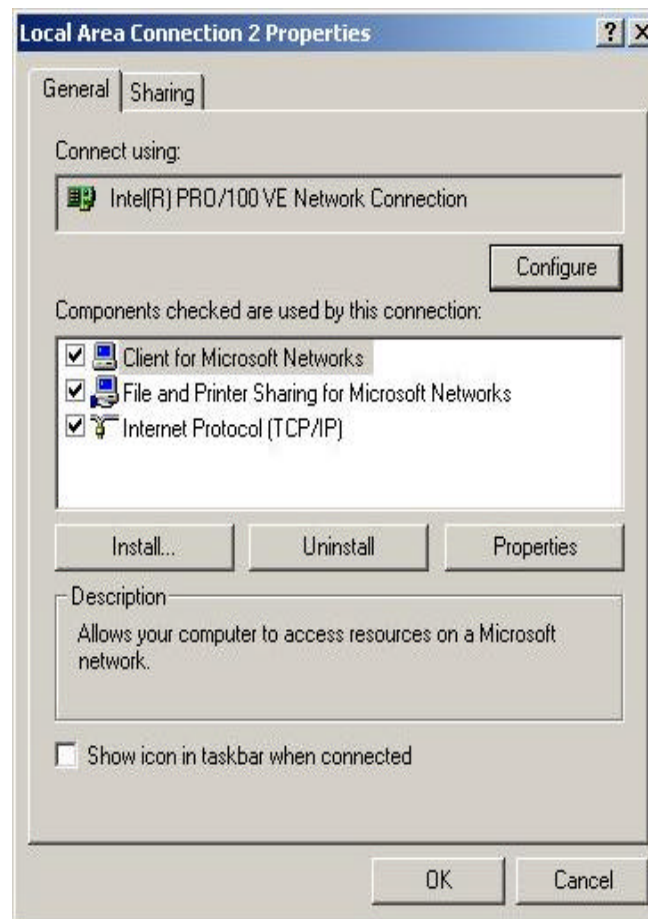 Local Area Connection 2 Properties
General
Sharing
Connect using:
Intel(R) PRO/100 VE Network Connection
Configure
Components checked are used by this connection:
Client for Microsoft Networks
File and Printer Sharing for Microsoft Networks
Internet Protocol (TCP/IP)
Install...
Uninstall
Properties
Description
Allows your computer to access resources on a Microsoft
network.
Show icon in taskbar when connected
OK
Cancel